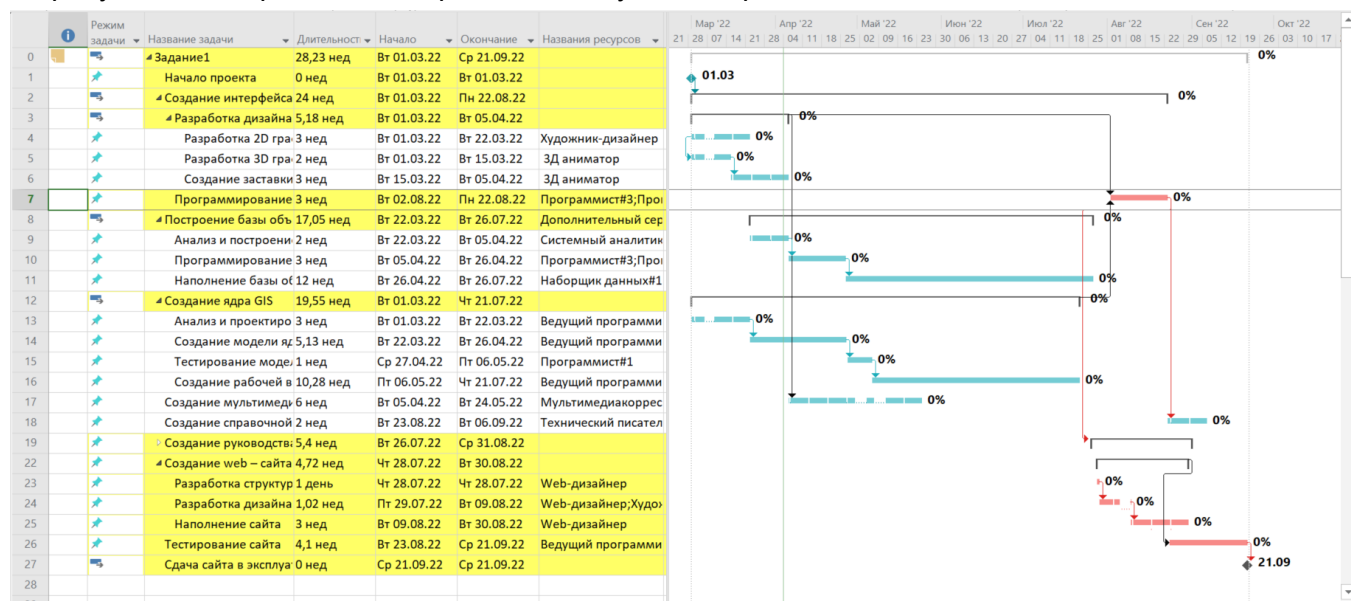 Режим задачи Название задачи Длительность Начало Окончание Названия ресурсов
Мар '22 Апр '22 Май '22 Июн '22 Июл '22 Авг '22 Сен '22 Окт '22
21 28 07 14 21 28 04 11 18 25 02 09 16 23 30 06 13 20 27 04 11 18 25 01 08 15 22 29 05 12 19 26 03 10 17
0 Задание1 28,23 нед Вт 01.03.22 Ср 21.09.22 0%
1 Начало проекта 0 нед Вт 01.03.22 Вт 01.03.22 01.03
2 Создание интерфейса 24 нед Вт 01.03.22 Пн 22.08.22 0%
3 Разработка дизайна 5,18 нед Вт 01.03.22 Вт 05.04.22 0%
4 Разработка 2D гра 3 нед Вт 01.03.22 Вт 22.03.22 Художник-дизайнер 0%
5 Разработка 3D гра 2 нед Вт 01.03.22 Вт 15.03.22 3Д аниматор 0%
6 Создание заставки 3 нед Вт 15.03.22 Вт 05.04.22 3Д аниматор 0%
7 Программирование 3 нед Вт 02.08.22 Пн 22.08.22 Программист#3;Про 0%
8 Построение базы объ 17,05 нед Вт 22.03.22 Вт 26.07.22 Дополнительный сер 0%
9 Анализ и построени 2 нед Вт 22.03.22 Вт 05.04.22 Системный аналитик 0%
10 Программирование 3 нед Вт 05.04.22 Вт 26.04.22 Программист#3;Про 0%
11 Наполнение базы об 12 нед Вт 26.04.22 Вт 26.07.22 Наборщик данных#1 0%
12 Создание ядра GIS 19,55 нед Вт 01.03.22 Чт 21.07.22 0%
13 Анализ и проектиро 3 нед Вт 01.03.22 Вт 22.03.22 Ведущий программи 0%
14 Создание модели яд 5,13 нед Вт 22.03.22 Вт 26.04.22 Ведущий программи 0%
15 Тестирование моде 1 нед Ср 27.04.22 Пт 06.05.22 Программист#1 0%
16 Создание рабочей в 10,28 нед Пт 06.05.22 Чт 21.07.22 Ведущий программи 0%
17 Создание мультимеди 6 нед Вт 05.04.22 Вт 24.05.22 Мультимедиакоррес 0%
18 Создание справочной 2 нед Вт 23.08.22 Вт 06.09.22 Технический писател 0%
19 Создание руководств 5,4 нед Вт 26.07.22 Ср 31.08.22
22 Создание web – сайта 4,72 нед Чт 28.07.22 Вт 30.08.22
23 Разработка структур 1 день Чт 28.07.22 Чт 28.07.22 Web-дизайнер 0%
24 Разработка дизайна 1,02 нед Пт 29.07.22 Вт 09.08.22 Web-дизайнер;Худо 0%
25 Наполнение сайта 3 нед Вт 09.08.22 Вт 30.08.22 Web-дизайнер 0%
26 Тестирование сайта 4,1 нед Вт 23.08.22 Ср 21.09.22 Ведущий программи 0%
27 Сдача сайта в эксплуа 0 нед Ср 21.09.22 Ср 21.09.22 21.09
28